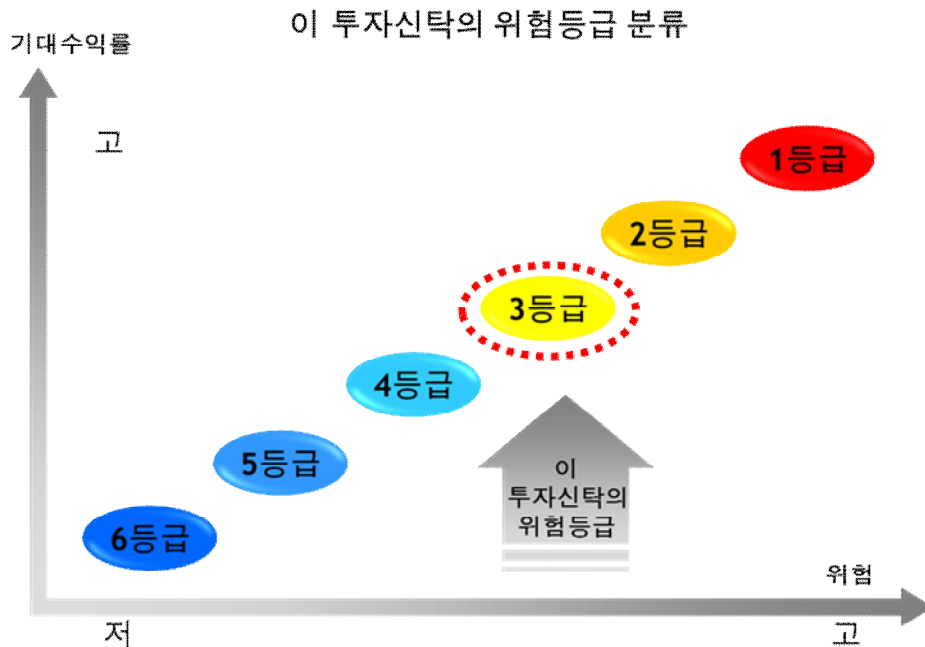 이 투자신탁의 위험등급 분류
기대수익률
고
1등급
2등급
3등급
4등급
5등급
6등급
이
투자신탁의
위험등급
위험
저
고